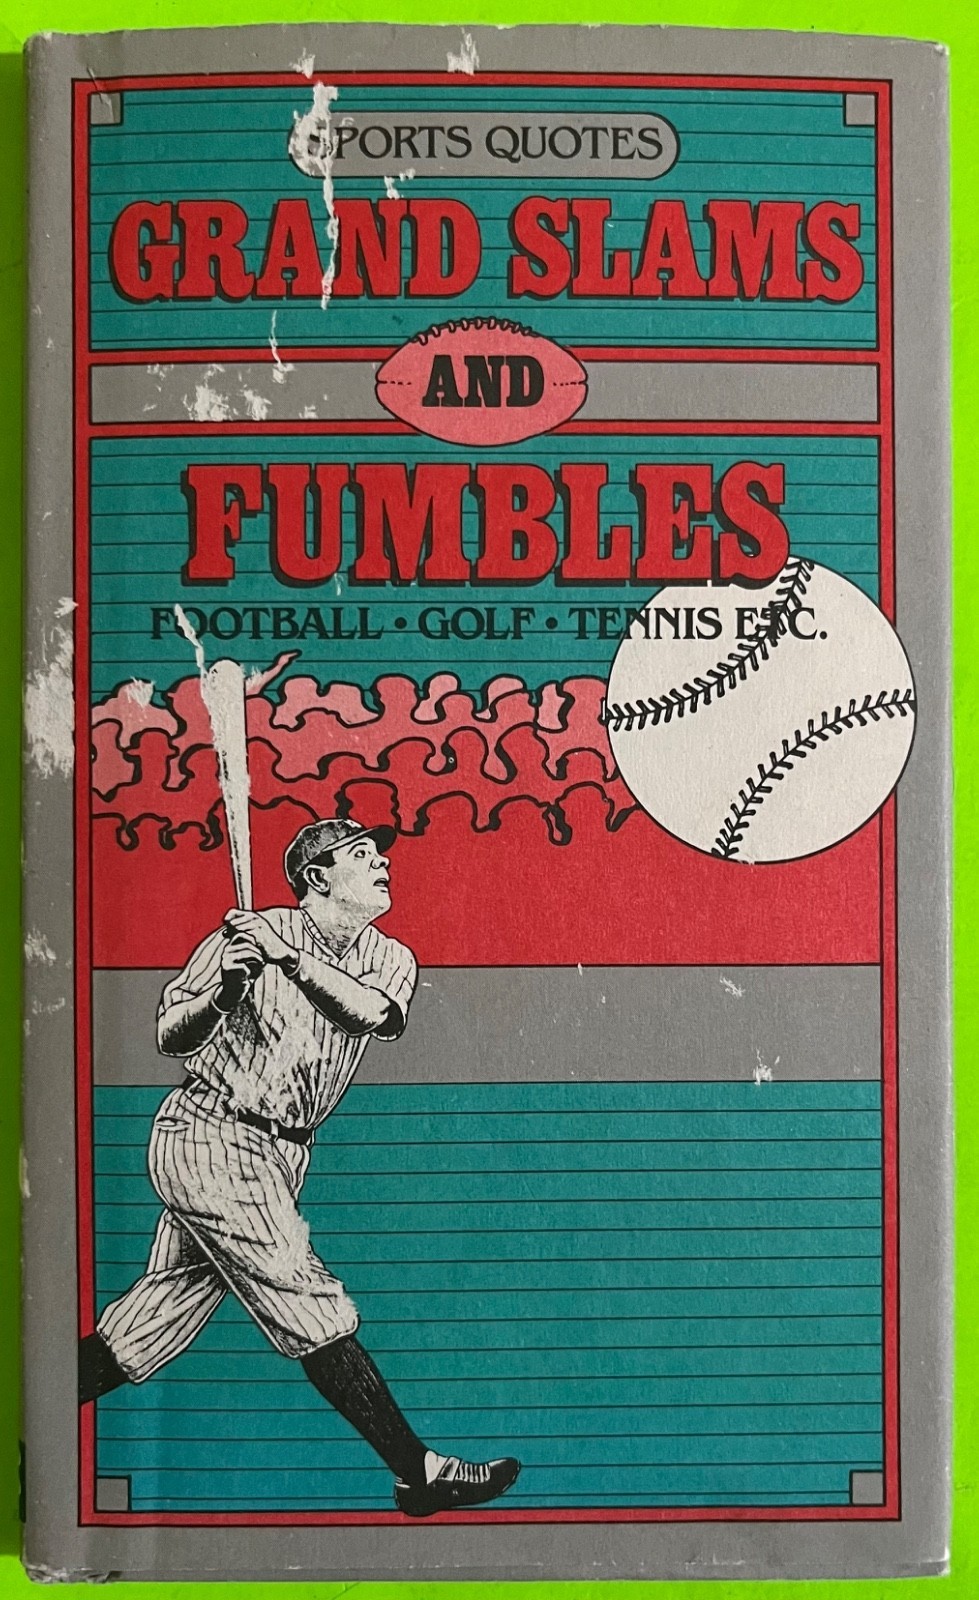 SPORTS QUOTES
GRAND SLAMS
AND
FUMBLES
FOOTBALL • GOLF • TENNIS ETC.